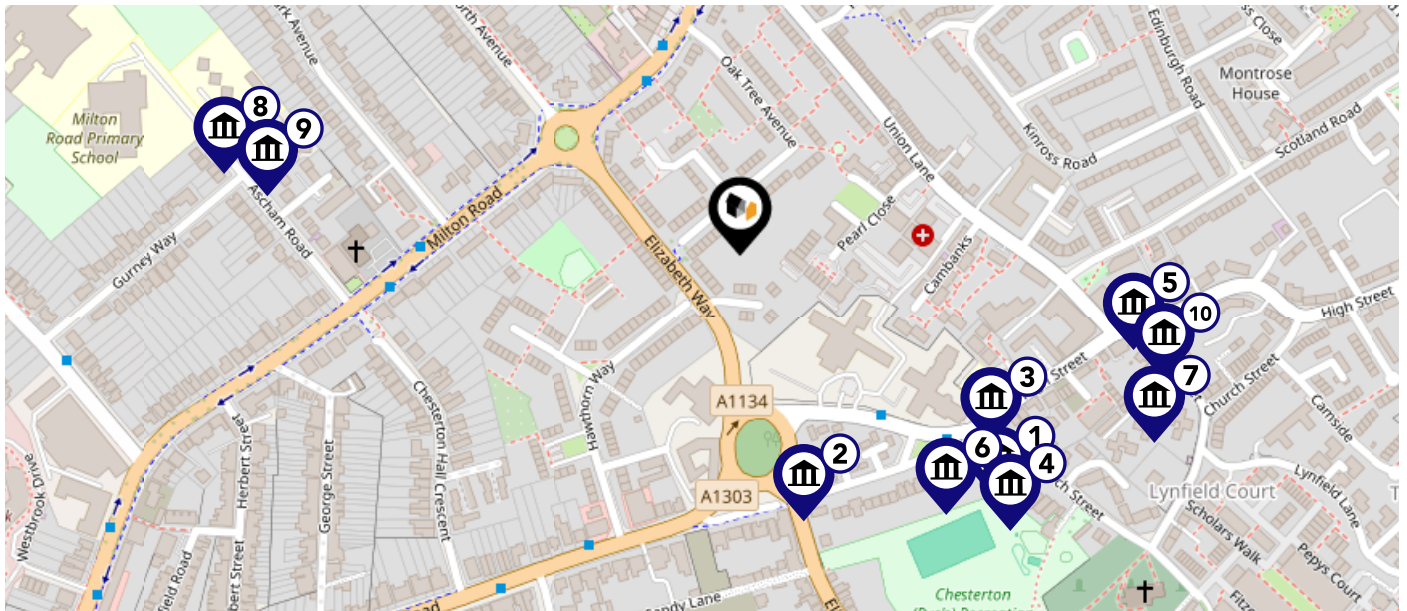 Edinburgh Road
Montrose
House
Oak Tree Avenue
Union Lane
Kinross Road
Scotland Road
Milton
Road Primary
School
8
9
Ascham Road
Gurney Way
Milton Road
Elizabeth Way
Pearl Close
Cambanks
5
10
High Street
7
Church Street
3
Street
A1134
Hawthorn Way
Chesterton Hall Crescent
Camside
2
6
1
4
A1303
Lynfield Court
Lynfield Lane
Scholars Walk
Pepys Court
Westbrook Drive
Herbert Street
George Street
Chesterton